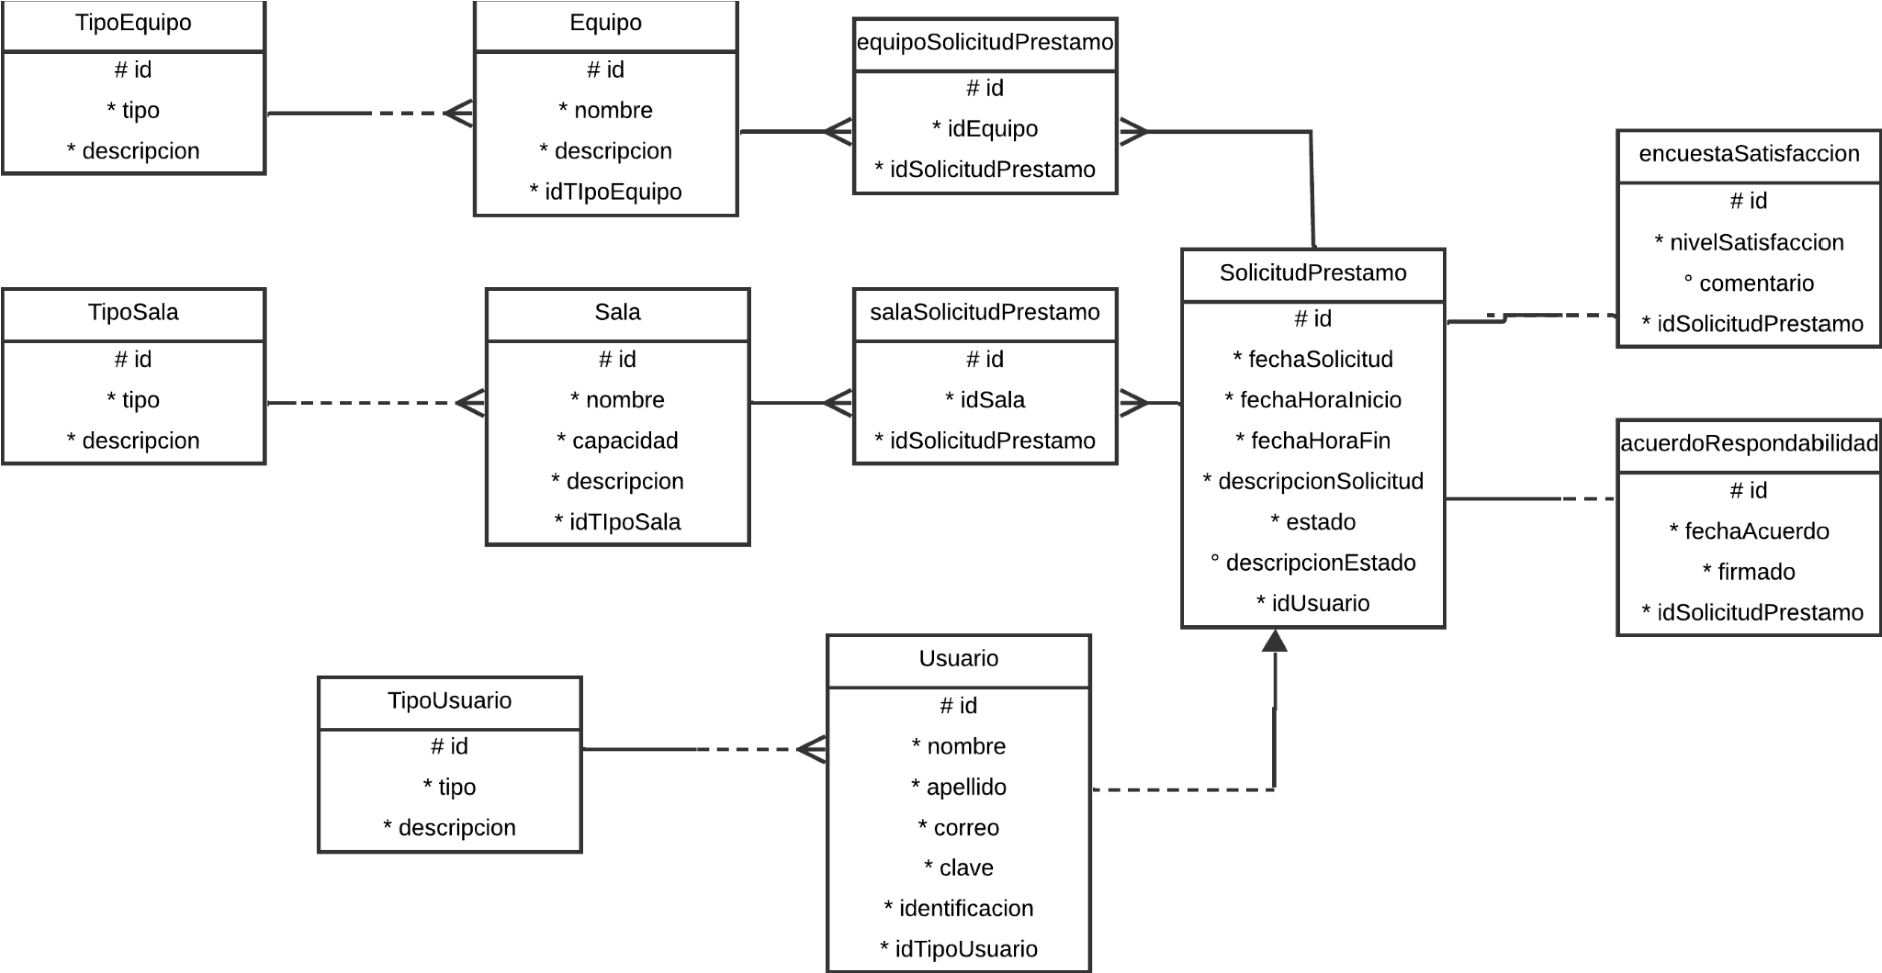 TipoEquipo
# id
* tipo
* descripcion
Equipo
# id
* nombre
* descripcion
* idTIpoEquipo
equipoSolicitudPrestamo
# id
* idEquipo
* idSolicitudPrestamo
encuestaSatisfaccion
# id
* nivelSatisfaccion
° comentario
* idSolicitudPrestamo
TipoSala
# id
* tipo
* descripcion
Sala
# id
* nombre
* capacidad
* descripcion
* idTIpoSala
salaSolicitudPrestamo
# id
* idSala
* idSolicitudPrestamo
SolicitudPrestamo
# id
* fechaSolicitud
* fechaHoraInicio
* fechaHoraFin
* descripcionSolicitud
* estado
° descripcionEstado
* idUsuario
acuerdoRespondabilidad
# id
* fechaAcuerdo
* firmado
* idSolicitudPrestamo
TipoUsuario
# id
* tipo
* descripcion
Usuario
# id
* nombre
* apellido
* correo
* clave
* identificacion
* idTipoUsuario